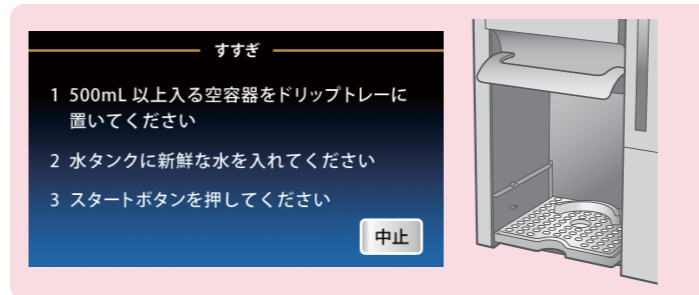 すすぎ
1 500mL 以上入る空容器をドリップトレーに
置いてください
2 水タンクに新鮮な水を入れてください
3 スタートボタンを押してください
中止